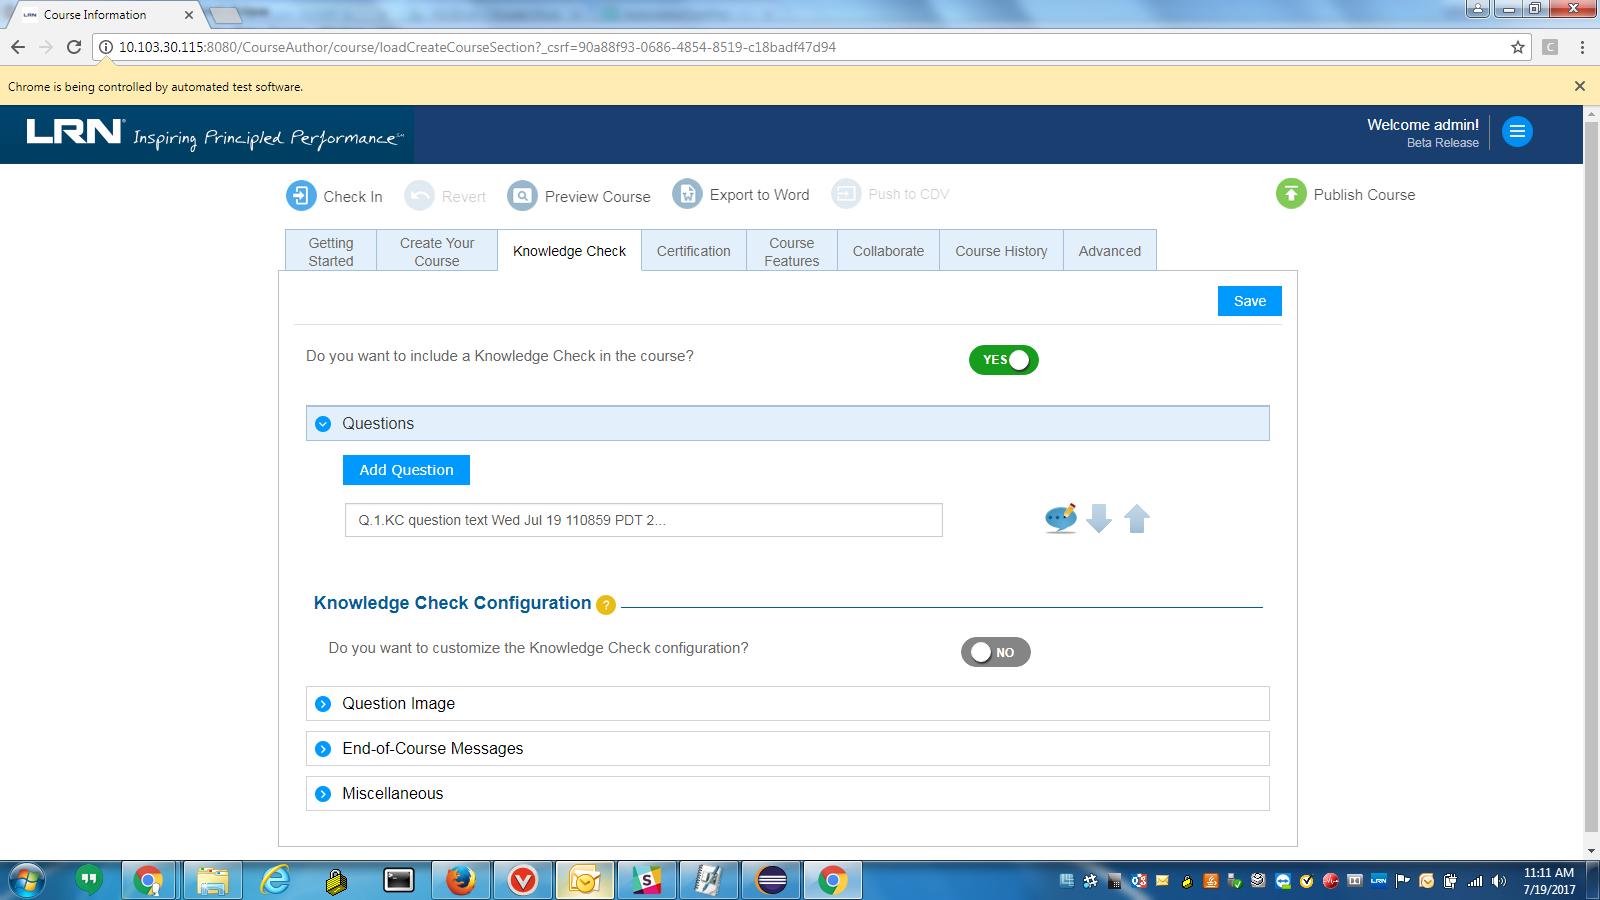 LRN Course Information
10.103.30.115:8080/CourseAuthor/course/loadCreateCourseSection?_csrf=90a88f93-0686-4854-8519-c18badf47d94
C
Chrome is being controlled by automated test software.
LRN Inspiring Principled Performance
Welcome admin!
Beta Release
Check In
Revert
Preview Course
Export to Word
Push to CDV
Publish Course
Getting
Started
Create Your
Course
Knowledge Check
Certification
Course
Features
Collaborate
Course History
Advanced
Save
Do you want to include a Knowledge Check in the course?
YES
Questions
Add Question
Q.1.KC question text Wed Jul 19 110859 PDT 2...
Knowledge Check Configuration ?
Do you want to customize the Knowledge Check configuration?
NO
Question Image
End-of-Course Messages
Miscellaneous
LRN
11:11 AM
7/19/2017